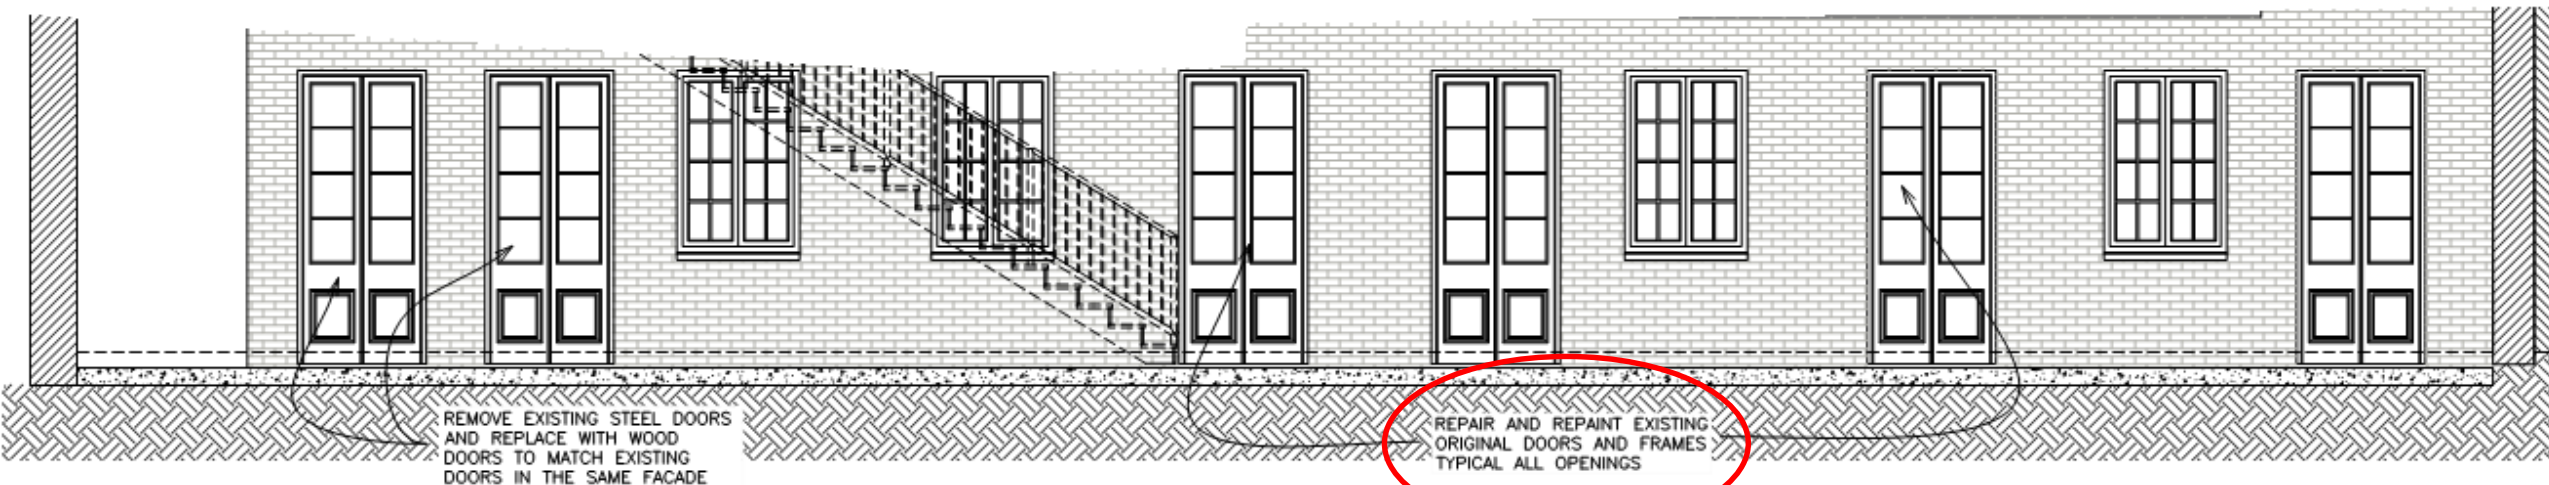 REMOVE EXISTING STEEL DOORS
AND REPLACE WITH WOOD
DOORS TO MATCH EXISTING
DOORS IN THE SAME FACADE
REPAIR AND REPAINT EXISTING
ORIGINAL DOORS AND FRAMES
TYPICAL ALL OPENINGS